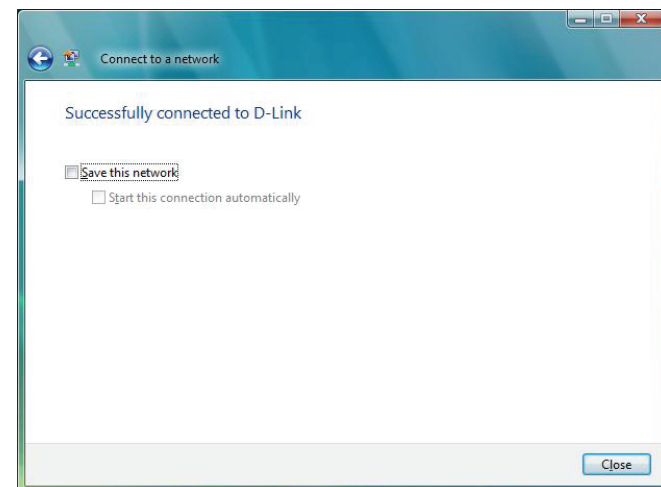 Connect to a network
Successfully connected to D-Link
Save this network
Start this connection automatically
Close